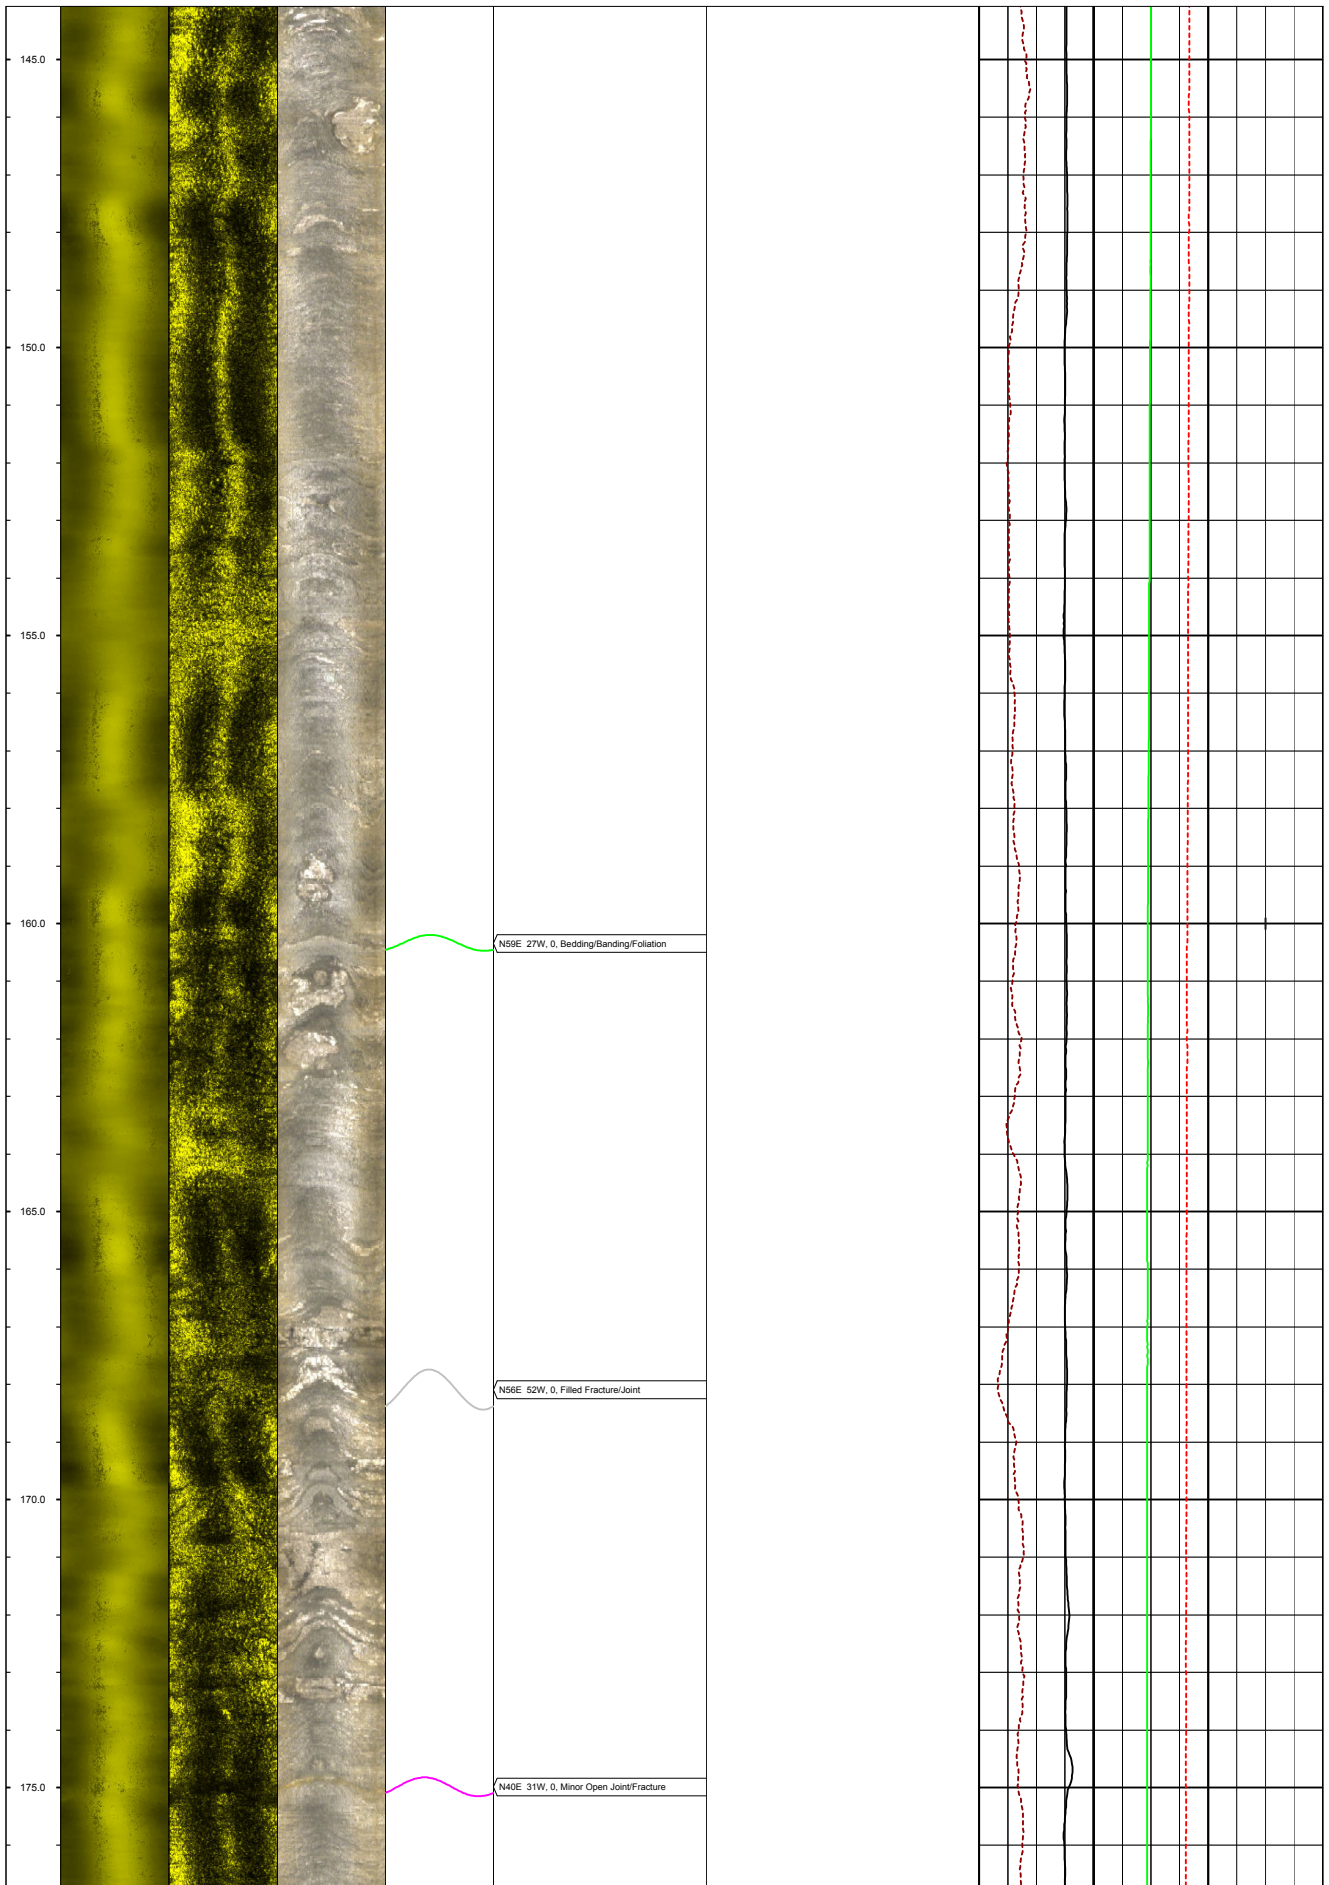 145.0
150.0
155.0
160.0
N59E 27W, 0, Bedding/Banding/Foliation
165.0
N56E 52W, 0, Filled Fracture/Joint
170.0
175.0
N40E 31W, 0, Minor Open Joint/Fracture